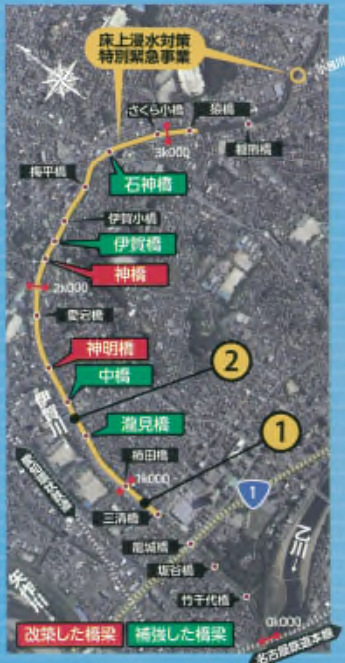 床上浸水対策
特別緊急事業
さくら小橋
猿橋
3k000
梅平橋
石神橋
伊賀小橋
伊賀橋
神橋
2k000
愛宕橋
神明橋
中橋
2
伊賀川
瀧見橋
1
柿田橋
1k000
1
三清橋
龍城橋
坂谷橋
乙川
矢作川
竹千代橋
0k000
改築した橋梁
補強した橋梁
名古屋鉄道本線